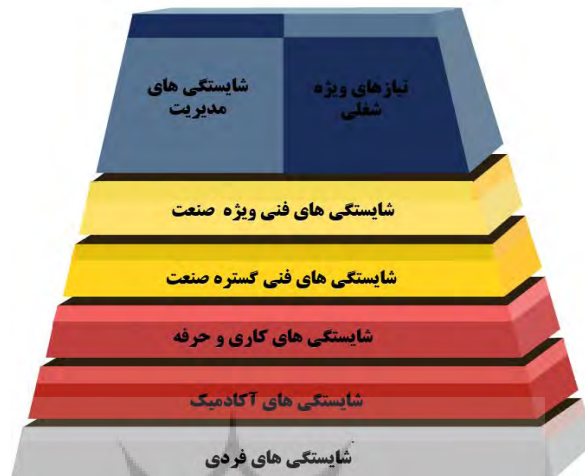 نیازهای ویژه
شغلی
شایستگی های
مدیریت
شایستگی های فنی ویژه صنعت
شایستگی های فنی گستره صنعت
شایستگی های کاری و حرفه
شایستگی های آکادمیک
شایستگی های فردی